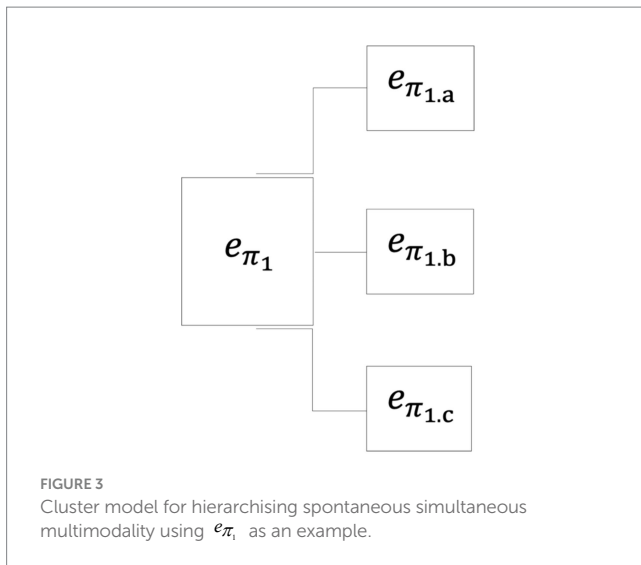 e_{π_{1.a}}
e_{π_1}
e_{π_{1.b}}
e_{π_{1.c}}
FIGURE 3
Cluster model for hierarchising spontaneous simultaneous
multimodality using e_{π_1} as an example.